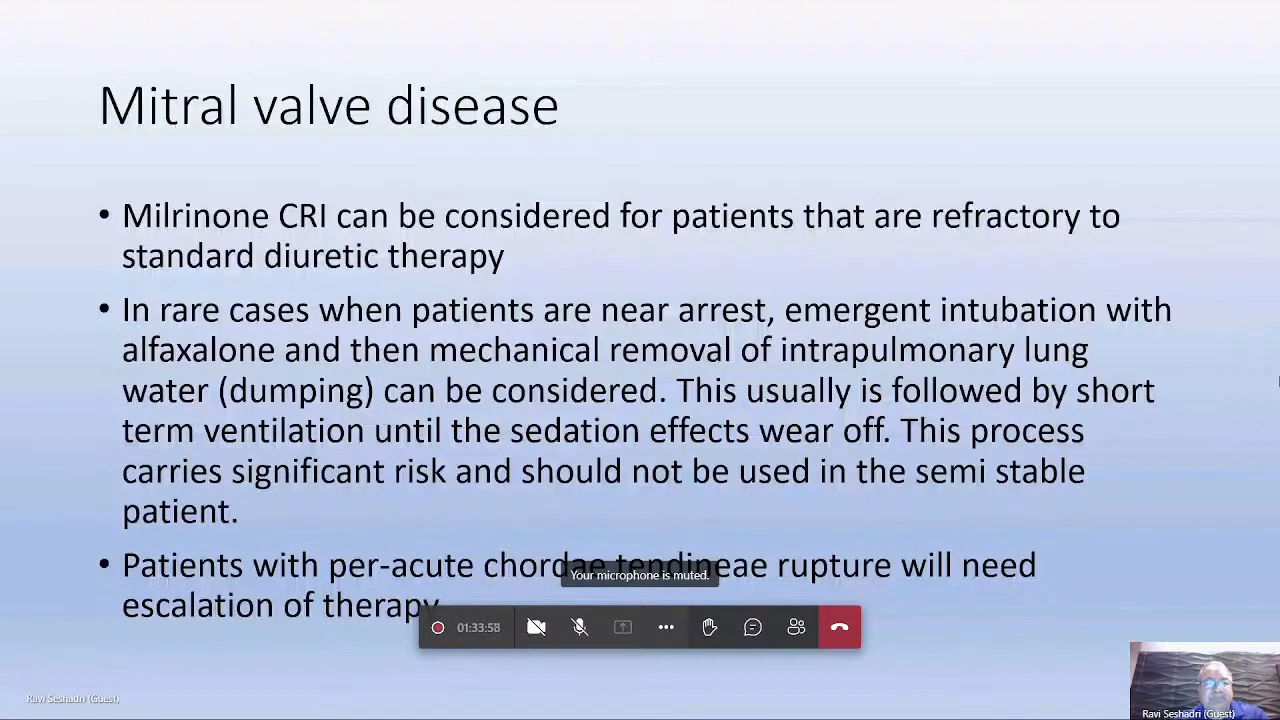 Mitral valve disease
• Milrinone CRI can be considered for patients that are refractory to
standard diuretic therapy
• In rare cases when patients are near arrest, emergent intubation with
alfaxalone and then mechanical removal of intrapulmonary lung
water (dumping) can be considered. This usually is followed by short
term ventilation until the sedation effects wear off. This process
carries significant risk and should not be used in the semi stable
patient.
• Patients with per-acute chordae tendineae rupture will need
escalation of therapy
Your microphone is muted.
01:33:58
Ravi Seshadri (Guest)
Ravi Seshadri (Guest)